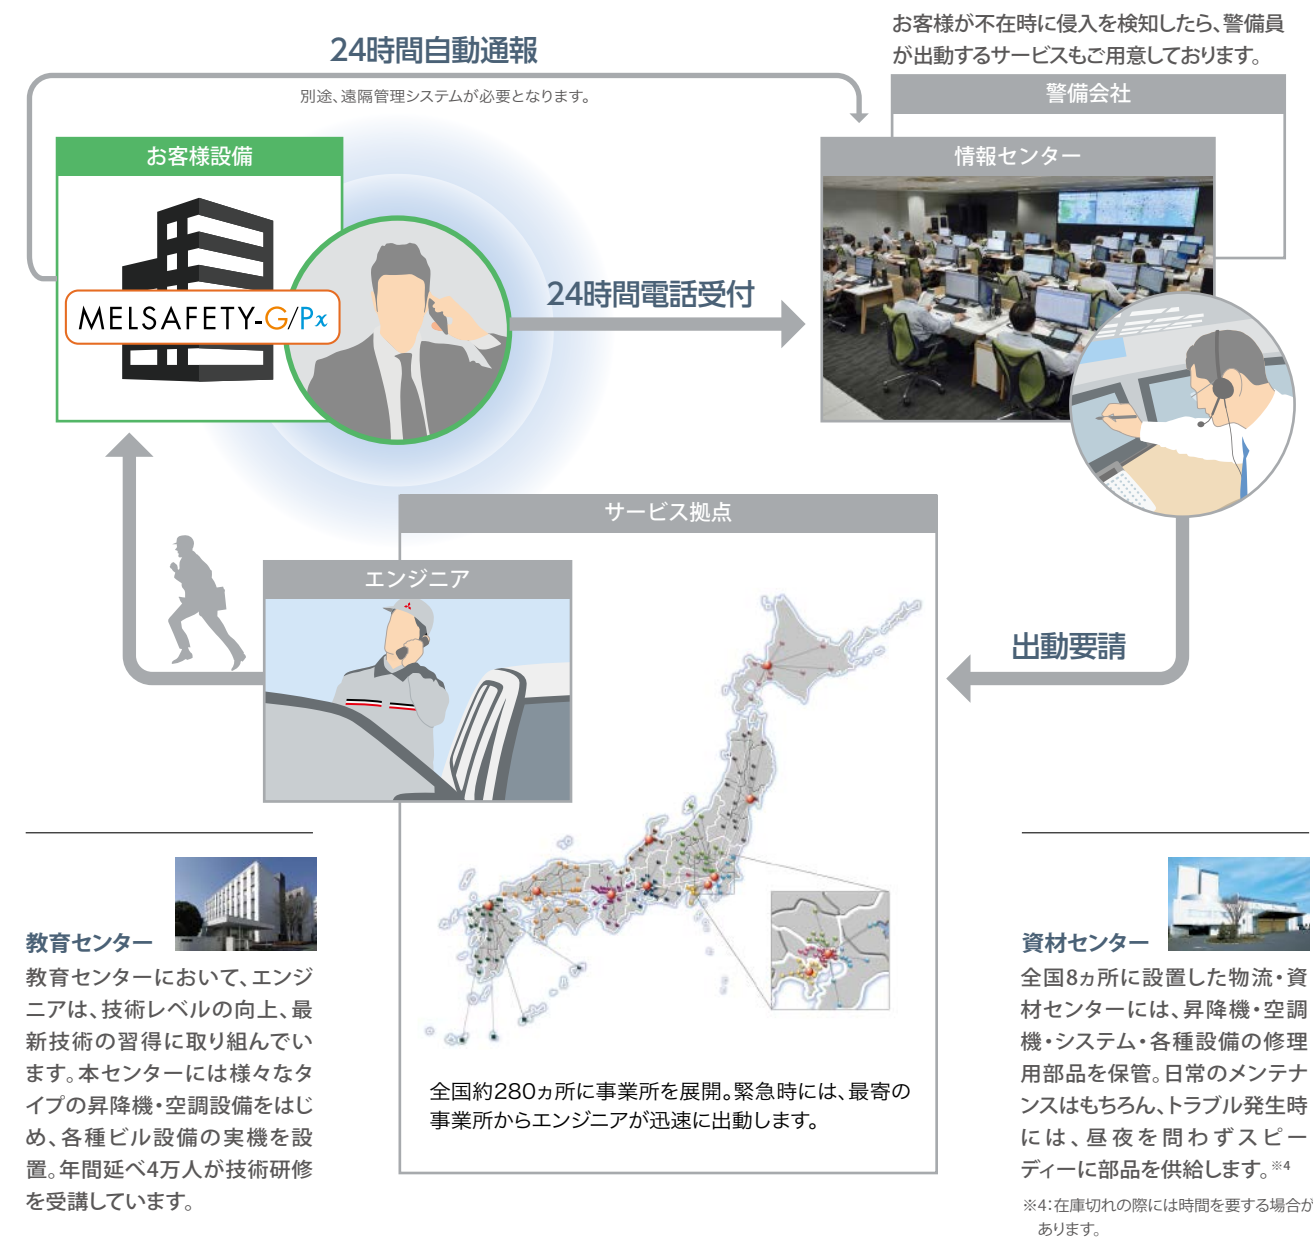 お客様が不在時に侵入を検知したら、警備員
が出動するサービスもご用意しております。
24時間自動通報
別途、遠隔管理システムが必要となります。
警備会社
お客様設備
情報センター
MELSAFETY-G/Px
24時間電話受付
サービス拠点
エンジニア
出動要請
全国約280ヵ所に事業所を展開。緊急時には、最寄の
事業所からエンジニアが迅速に出動します。
教育センター
教育センターにおいて、エンジ
ニアは、技術レベルの向上、最
新技術の習得に取り組んでい
ます。本センターには様々なタ
イプの昇降機・空調設備をはじ
め、各種ビル設備の実機を設
置。年間延べ4万人が技術研修
を受講しています。
資材センター
全国8ヵ所に設置した物流・資
材センターには、昇降機・空調
機・システム・各種設備の修理
用部品を保管。日常のメンテナ
ンスはもちろん、トラブル発生時
には、昼夜を問わずスピー
ディーに部品を供給します。※4
※4：在庫切れの際には時間を要する場合が
あります。